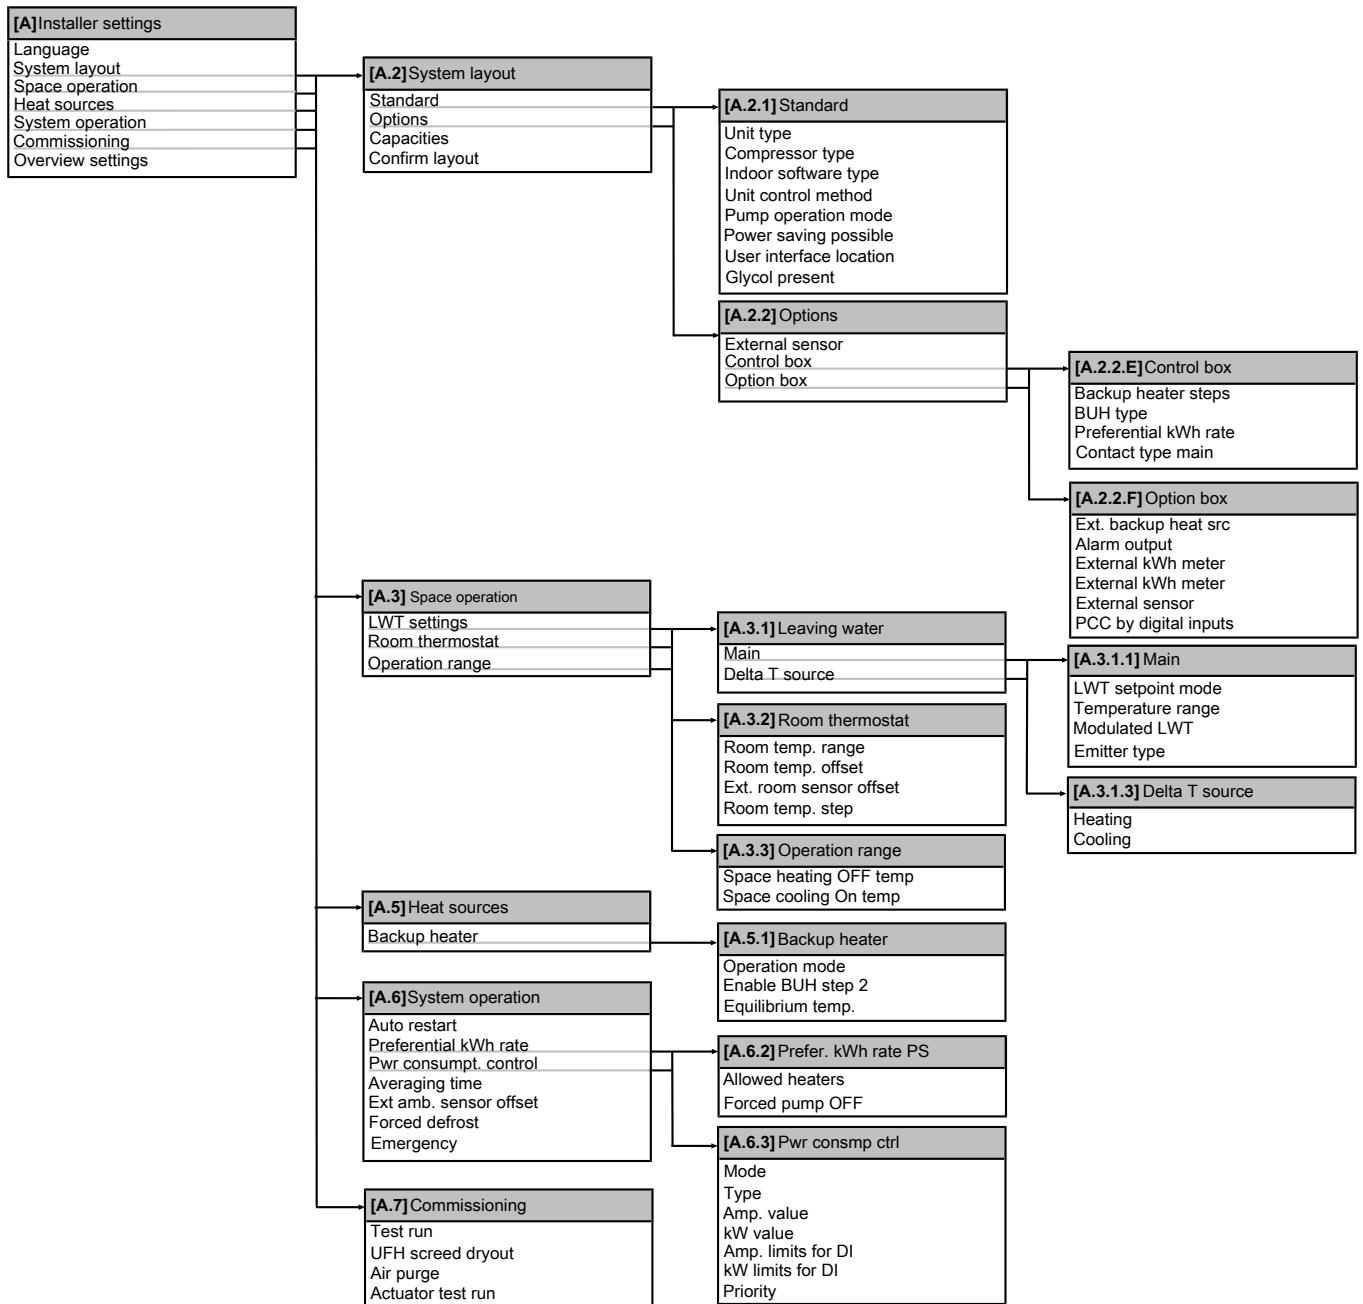 [A]Installer settings
Language
System layout
Space operation
Heat sources
System operation
Commissioning
Overview settings
[A.2]System layout
Standard
Options
Capacities
Confirm layout
[A.2.1]Standard
Unit type
Compressor type
Indoor software type
Unit control method
Pump operation mode
Power saving possible
User interface location
Glycol present
[A.2.2]Options
External sensor
Control box
Option box
[A.2.2.E]Control box
Backup heater steps
BUH type
Preferential kWh rate
Contact type main
[A.2.2.F]Option box
Ext. backup heat src
Alarm output
External kWh meter
External kWh meter
External sensor
PCC by digital inputs
[A.3] Space operation
LWT settings
Room thermostat
Operation range
[A.3.1]Leaving water
Main
Delta T source
[A.3.1.1]Main
LWT setpoint mode
Temperature range
Modulated LWT
Emitter type
[A.3.1.3]Delta T source
Heating
Cooling
[A.3.2]Room thermostat
Room temp. range
Room temp. offset
Ext. room sensor offset
Room temp. step
[A.3.3]Operation range
Space heating OFF temp
Space cooling On temp
[A.5]Heat sources
Backup heater
[A.5.1]Backup heater
Operation mode
Enable BUH step 2
Equilibrium temp.
[A.6]System operation
Auto restart
Preferential kWh rate
Pwr consumpt. control
Averaging time
Ext amb. sensor offset
Forced defrost
Emergency
[A.6.2]Prefer. kWh rate PS
Allowed heaters
Forced pump OFF
[A.6.3]Pwr consmp ctrl
Mode
Type
Amp. value
kW value
Amp. limits for DI
kW limits for DI
Priority
[A.7]Commissioning
Test run
UFH screed dryout
Air purge
Actuator test run